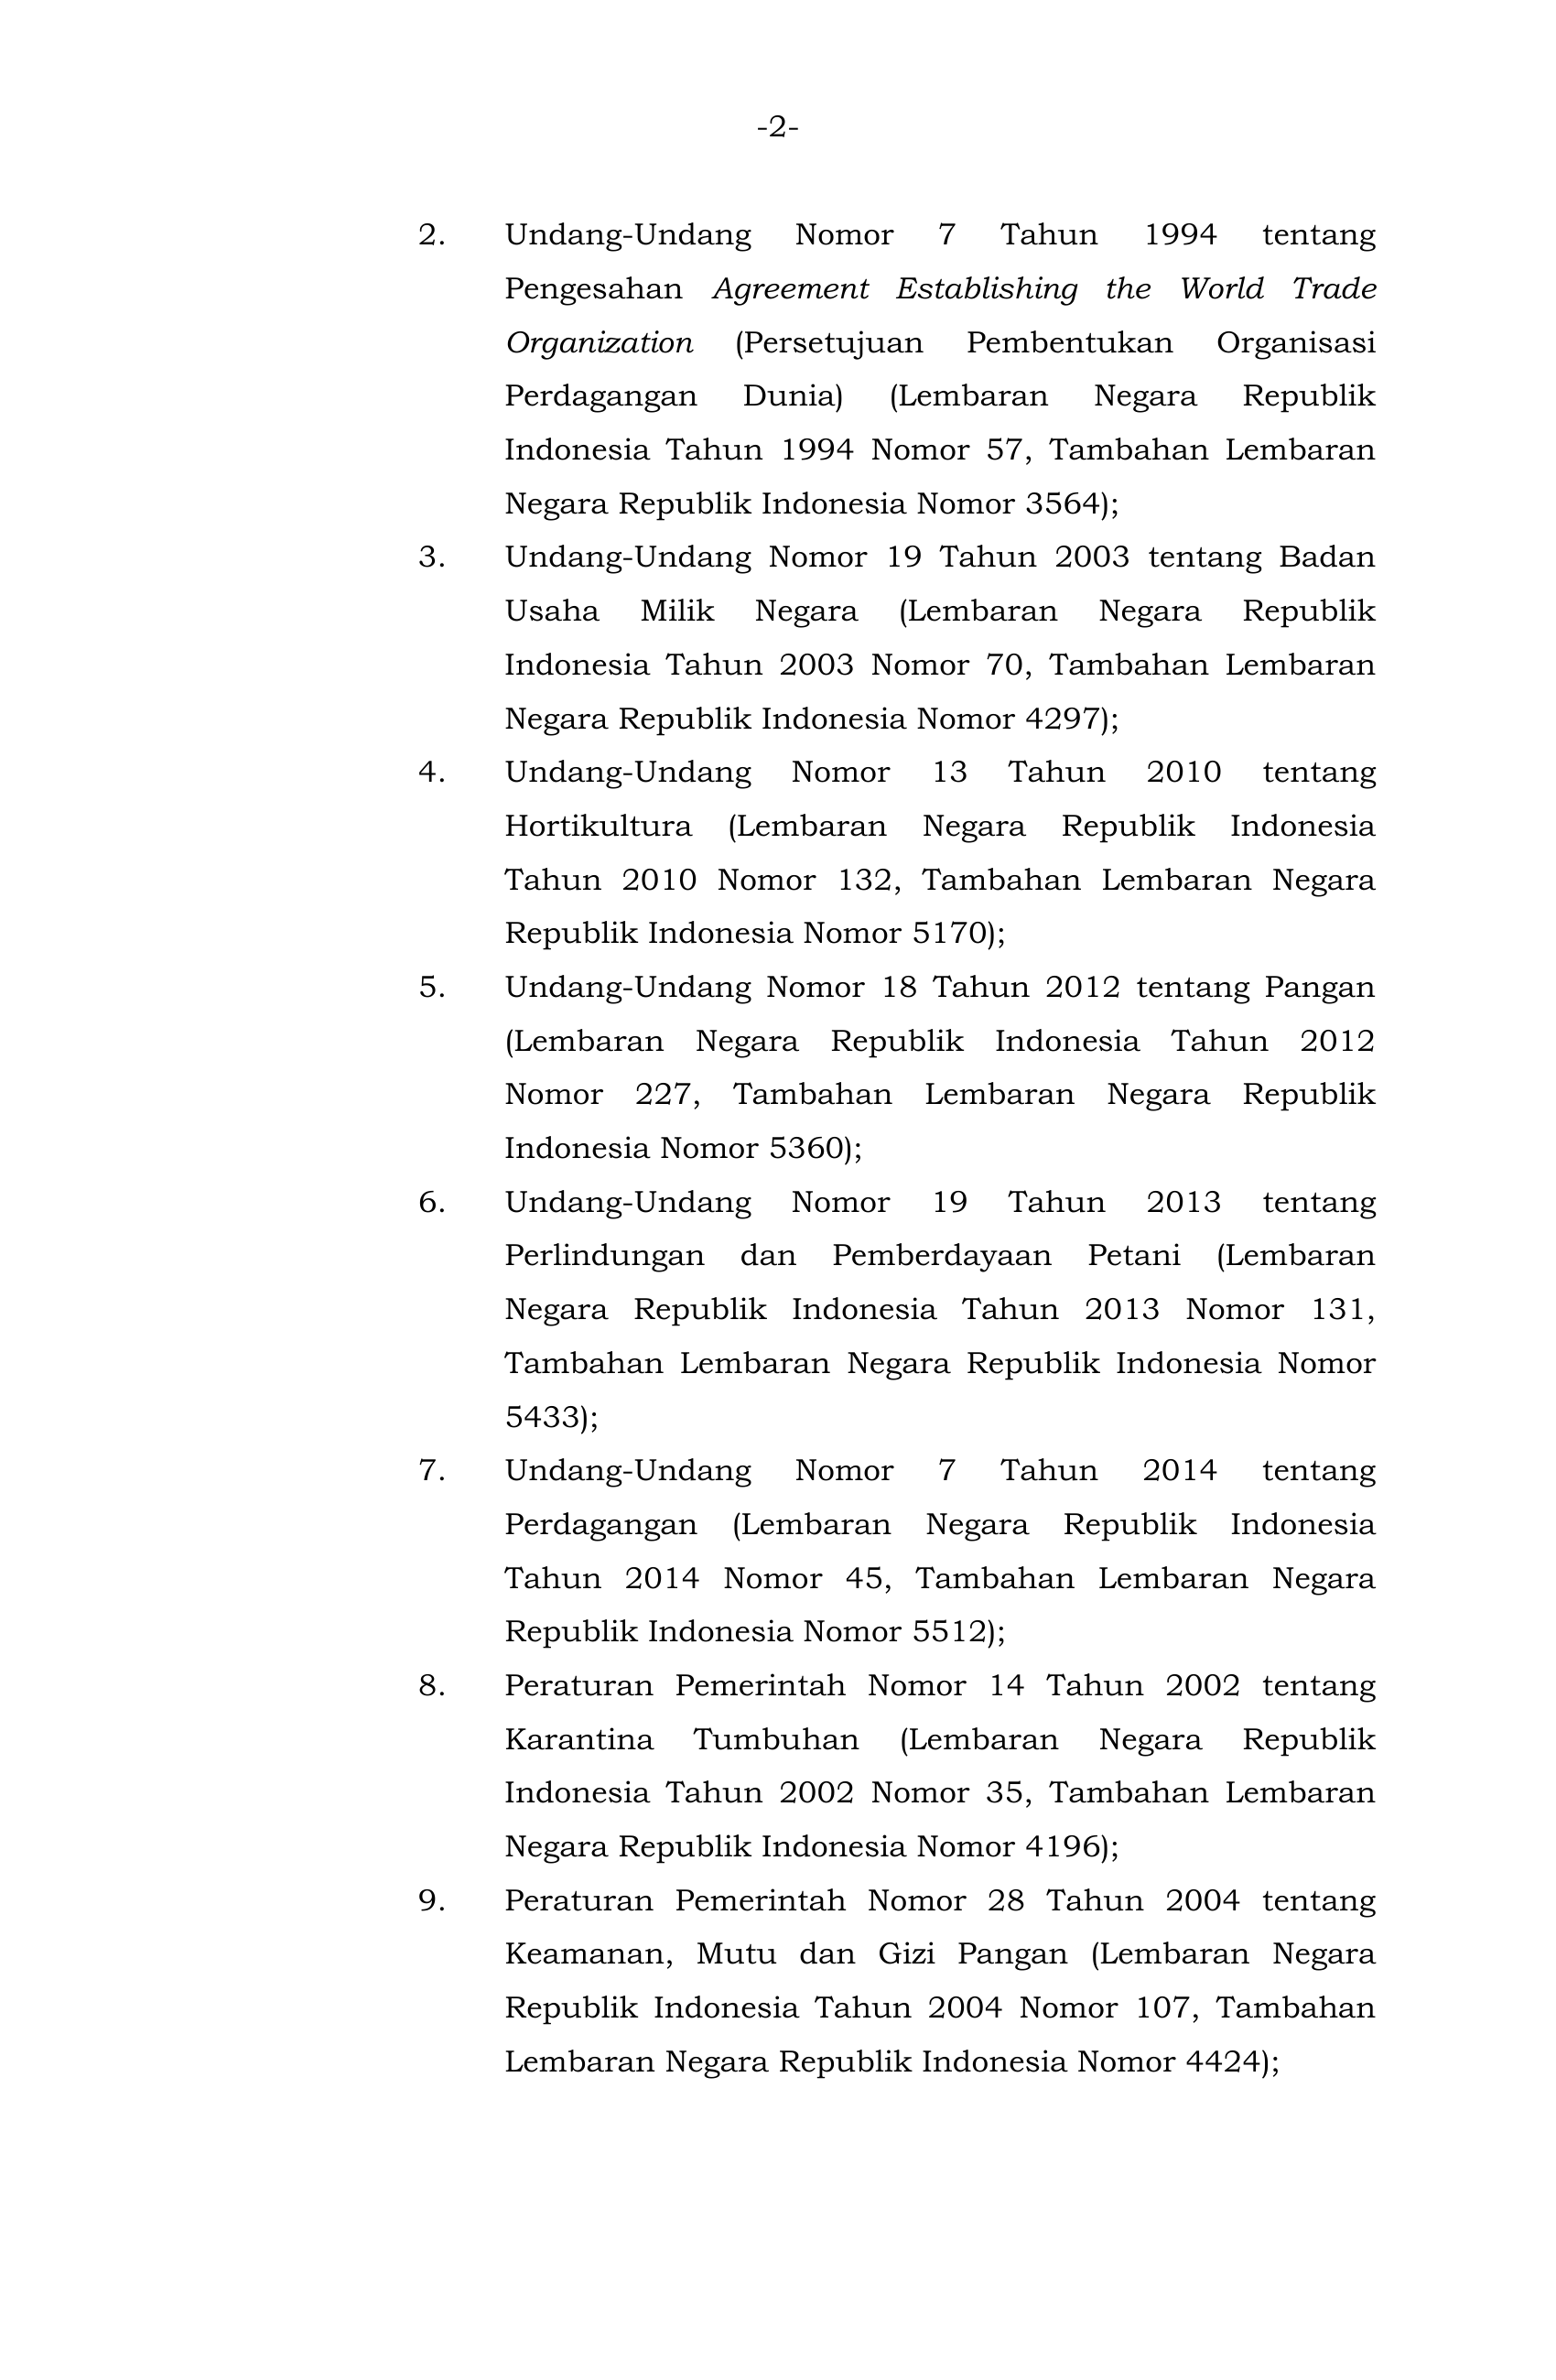 -2-
2. Undang-Undang Nomor 7 Tahun 1994 tentang
Pengesahan Agreement Establishing the World Trade
Organization (Persetujuan Pembentukan Organisasi
Perdagangan Dunia) (Lembaran Negara Republik
Indonesia Tahun 1994 Nomor 57, Tambahan Lembaran
Negara Republik Indonesia Nomor 3564);
3. Undang-Undang Nomor 19 Tahun 2003 tentang Badan
Usaha Milik Negara (Lembaran Negara Republik
Indonesia Tahun 2003 Nomor 70, Tambahan Lembaran
Negara Republik Indonesia Nomor 4297);
4. Undang-Undang Nomor 13 Tahun 2010 tentang
Hortikultura (Lembaran Negara Republik Indonesia
Tahun 2010 Nomor 132, Tambahan Lembaran Negara
Republik Indonesia Nomor 5170);
5. Undang-Undang Nomor 18 Tahun 2012 tentang Pangan
(Lembaran Negara Republik Indonesia Tahun 2012
Nomor 227, Tambahan Lembaran Negara Republik
Indonesia Nomor 5360);
6. Undang-Undang Nomor 19 Tahun 2013 tentang
Perlindungan dan Pemberdayaan Petani (Lembaran
Negara Republik Indonesia Tahun 2013 Nomor 131,
Tambahan Lembaran Negara Republik Indonesia Nomor
5433);
7. Undang-Undang Nomor 7 Tahun 2014 tentang
Perdagangan (Lembaran Negara Republik Indonesia
Tahun 2014 Nomor 45, Tambahan Lembaran Negara
Republik Indonesia Nomor 5512);
8. Peraturan Pemerintah Nomor 14 Tahun 2002 tentang
Karantina Tumbuhan (Lembaran Negara Republik
Indonesia Tahun 2002 Nomor 35, Tambahan Lembaran
Negara Republik Indonesia Nomor 4196);
9. Peraturan Pemerintah Nomor 28 Tahun 2004 tentang
Keamanan, Mutu dan Gizi Pangan (Lembaran Negara
Republik Indonesia Tahun 2004 Nomor 107, Tambahan
Lembaran Negara Republik Indonesia Nomor 4424);